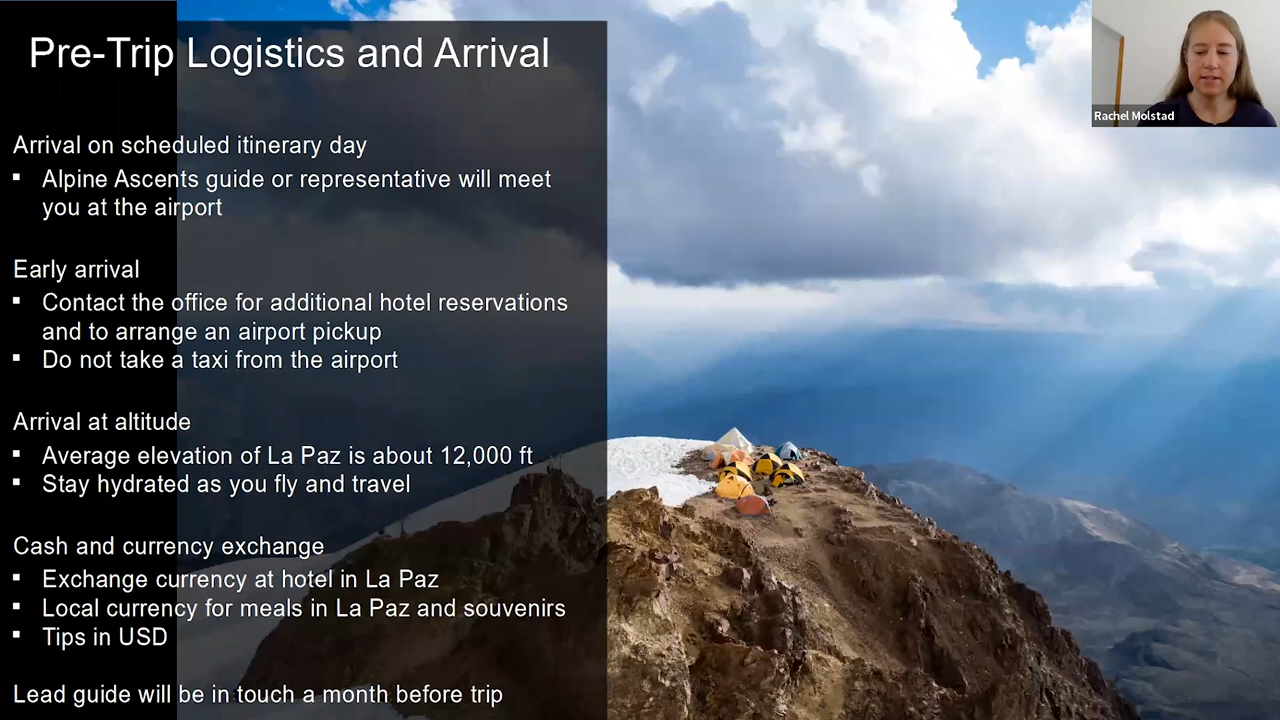 Pre-Trip Logistics and Arrival
Rachel Molstad
Arrival on scheduled itinerary day
▪ Alpine Ascents guide or representative will meet
you at the airport
Early arrival
▪ Contact the office for additional hotel reservations
and to arrange an airport pickup
▪ Do not take a taxi from the airport
Arrival at altitude
▪ Average elevation of La Paz is about 12,000 ft
▪ Stay hydrated as you fly and travel
Cash and currency exchange
▪ Exchange currency at hotel in La Paz
▪ Local currency for meals in La Paz and souvenirs
▪ Tips in USD
Lead guide will be in touch a month before trip